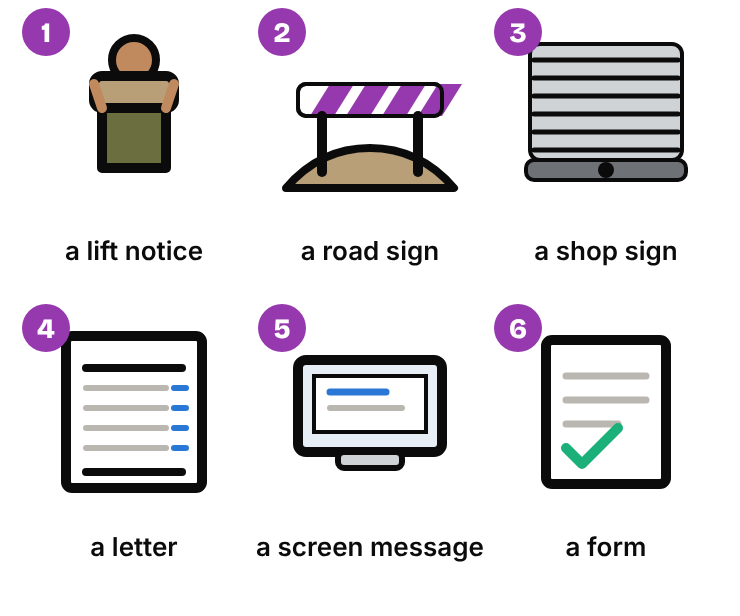 1
2
3
a lift notice
a road sign
a shop sign
4
5
6
a letter
a screen message
a form